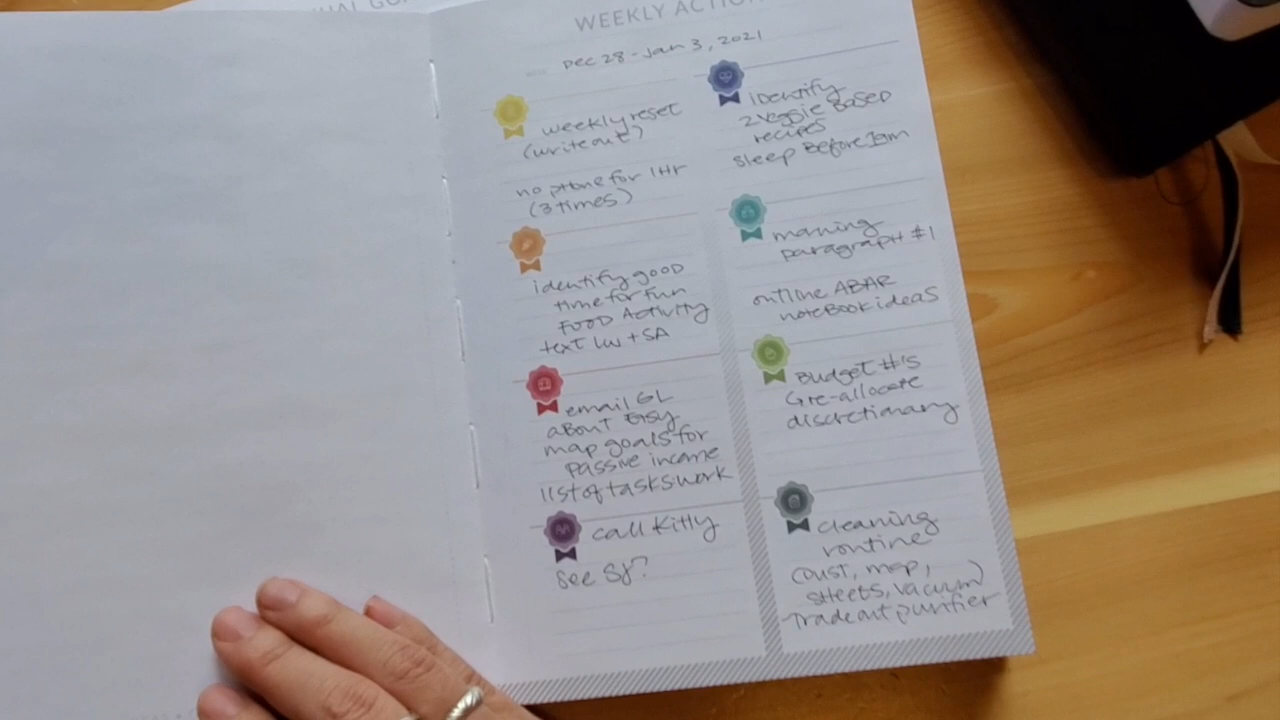 WEEKLY ACTION
Dec 28 - Jan 3, 2021
weekly reset
(write out)
no phone for 1 Hr
(3 times)
identify good
time for fun
FOOD Activity
text LW + SA
email GL
about Etsy
map goals for
passive income
list of tasks work
call Kitty
see SJ?
identify
2 veggie Based
recipes
sleep Before
morning
paragraph #1
outline ABAR
noteBook ideas
Budget #'s
re-allocate
discretionary
cleaning
routine
(dust, mop,
sheets, vacuum)
Trade out purifier